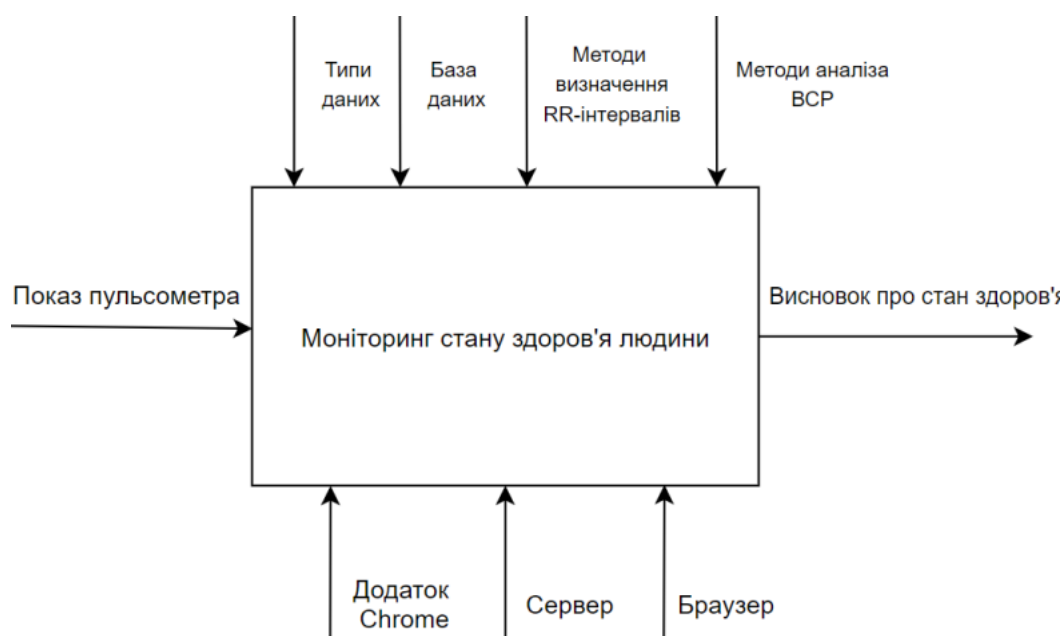 Типи
даних
База
даних
Методи
визначення
RR-інтервалів
Методи аналіза
ВСР
Показ пульсометра
Моніторинг стану здоров'я людини
Висновок про стан здоров'я
Додаток
Chrome
Сервер
Браузер